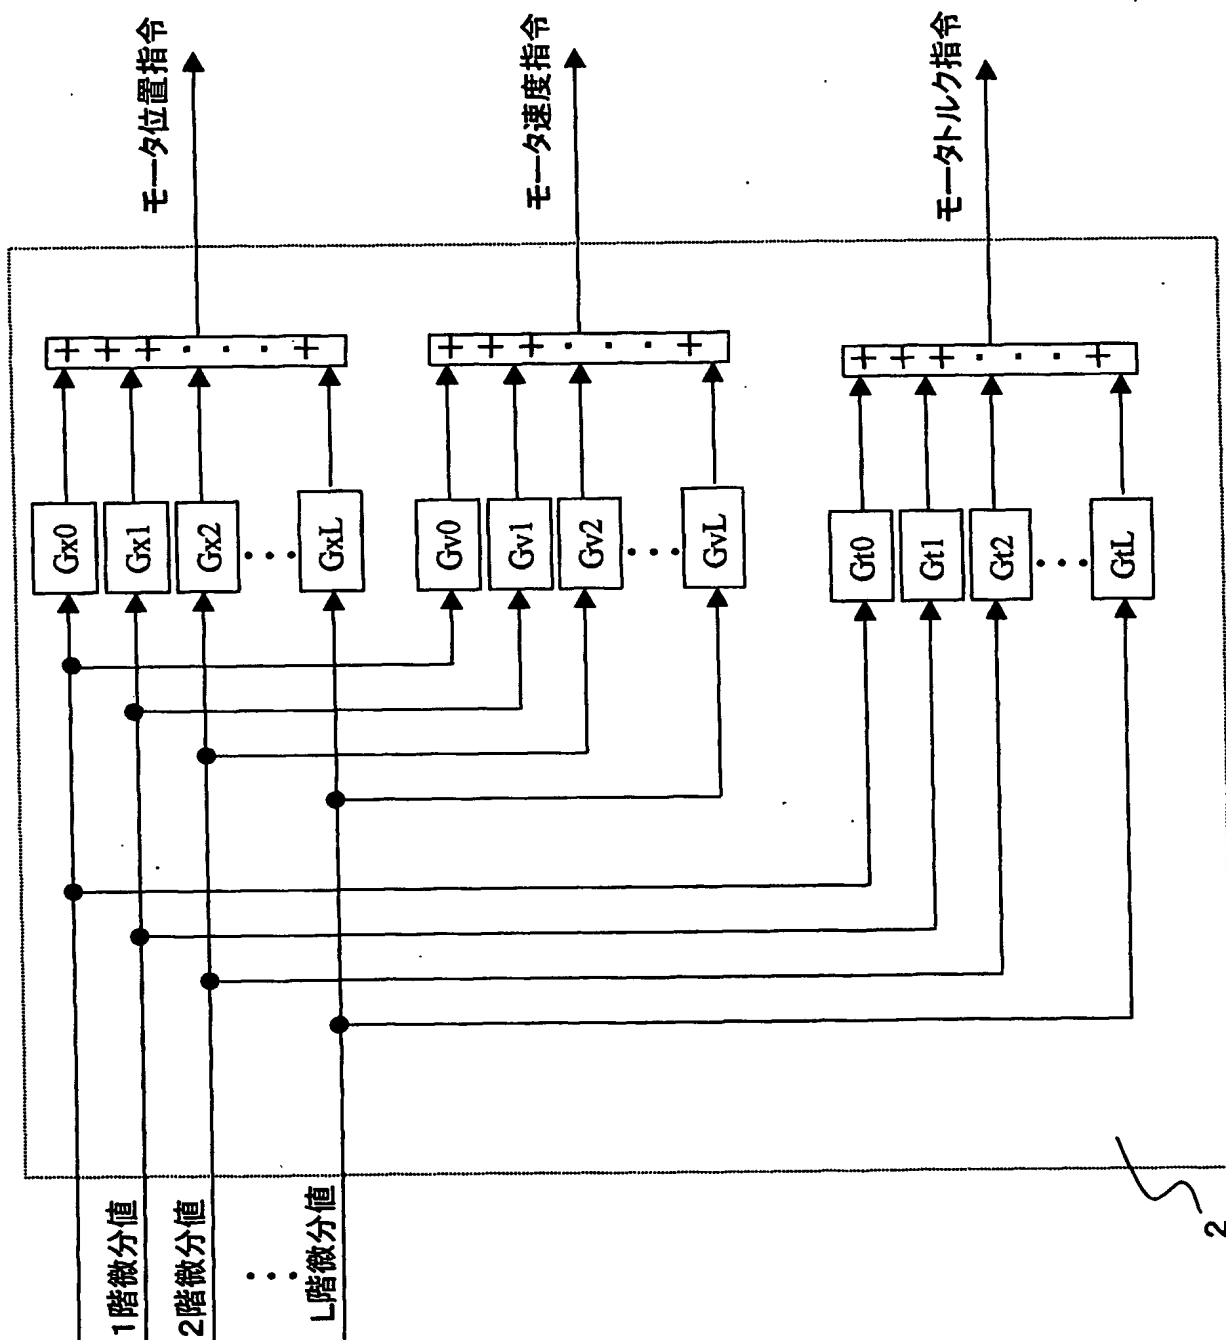 モータ位置指令
モータ速度指令
モータトルク指令
+ + + · · · +
+ + + · · · +
+ + + · · · +
Gx0
Gx1
Gx2
···
GxL
Gv0
Gv1
Gv2
···
GvL
Gt0
Gt1
Gt2
···
GtL
1階微分値
2階微分値
···
L階微分値
2